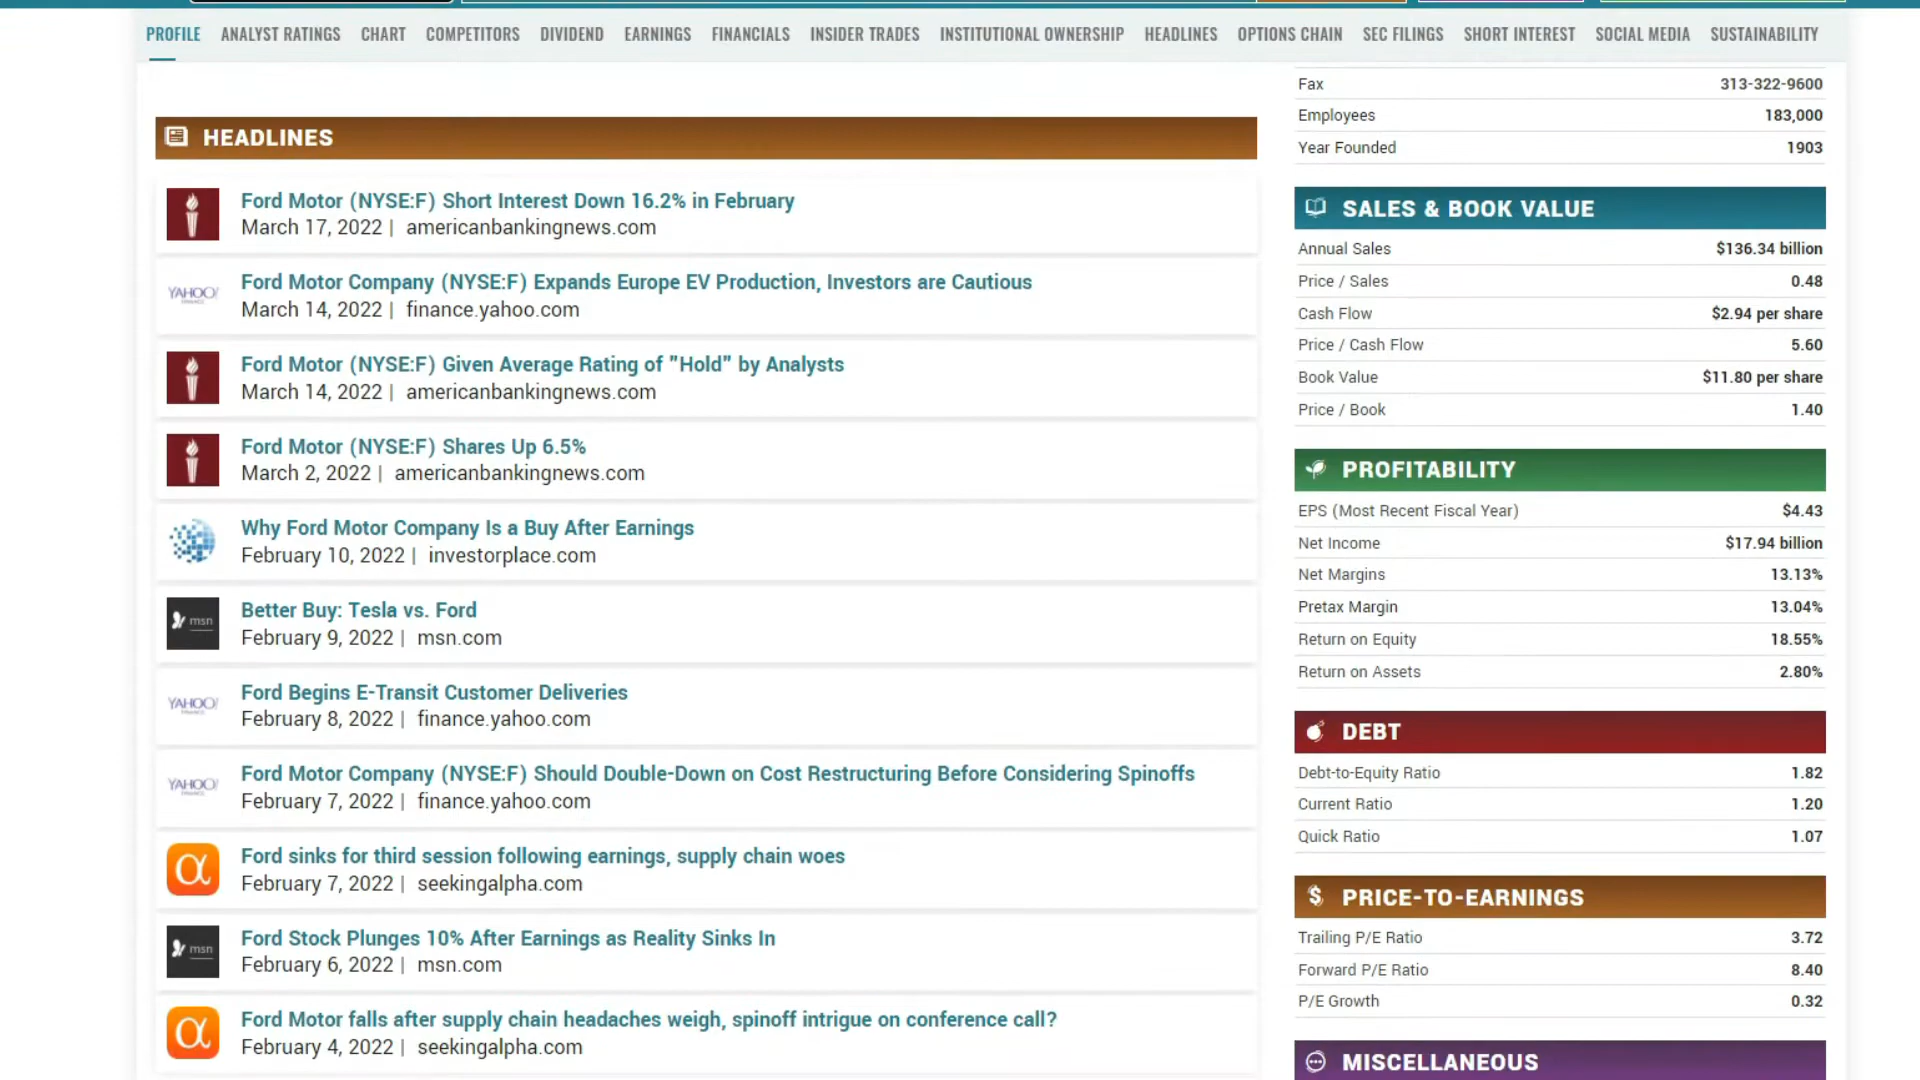 PROFILE ANALYST RATINGS CHART COMPETITORS DIVIDEND EARNINGS FINANCIALS INSIDER TRADES INSTITUTIONAL OWNERSHIP HEADLINES OPTIONS CHAIN SEC FILINGS SHORT INTEREST SOCIAL MEDIA SUSTAINABILITY
HEADLINES
Ford Motor (NYSE:F) Short Interest Down 16.2% in February
March 17, 2022 | americanbankingnews.com
YAHOO!
FINANCE
Ford Motor Company (NYSE:F) Expands Europe EV Production, Investors are Cautious
March 14, 2022 | finance.yahoo.com
Ford Motor (NYSE:F) Given Average Rating of "Hold" by Analysts
March 14, 2022 | americanbankingnews.com
Ford Motor (NYSE:F) Shares Up 6.5%
March 2, 2022 | americanbankingnews.com
Why Ford Motor Company Is a Buy After Earnings
February 10, 2022 | investorplace.com
msn
Better Buy: Tesla vs. Ford
February 9, 2022 | msn.com
YAHOO!
FINANCE
Ford Begins E-Transit Customer Deliveries
February 8, 2022 | finance.yahoo.com
YAHOO!
FINANCE
Ford Motor Company (NYSE:F) Should Double-Down on Cost Restructuring Before Considering Spinoffs
February 7, 2022 | finance.yahoo.com
α
Ford sinks for third session following earnings, supply chain woes
February 7, 2022 | seekingalpha.com
msn
Ford Stock Plunges 10% After Earnings as Reality Sinks In
February 6, 2022 | msn.com
α
Ford Motor falls after supply chain headaches weigh, spinoff intrigue on conference call?
February 4, 2022 | seekingalpha.com
Fax 313-322-9600
Employees 183,000
Year Founded 1903
SALES & BOOK VALUE
Annual Sales $136.34 billion
Price / Sales 0.48
Cash Flow $2.94 per share
Price / Cash Flow 5.60
Book Value $11.80 per share
Price / Book 1.40
PROFITABILITY
EPS (Most Recent Fiscal Year) $4.43
Net Income $17.94 billion
Net Margins 13.13%
Pretax Margin 13.04%
Return on Equity 18.55%
Return on Assets 2.80%
DEBT
Debt-to-Equity Ratio 1.82
Current Ratio 1.20
Quick Ratio 1.07
$ PRICE-TO-EARNINGS
Trailing P/E Ratio 3.72
Forward P/E Ratio 8.40
P/E Growth 0.32
MISCELLANEOUS